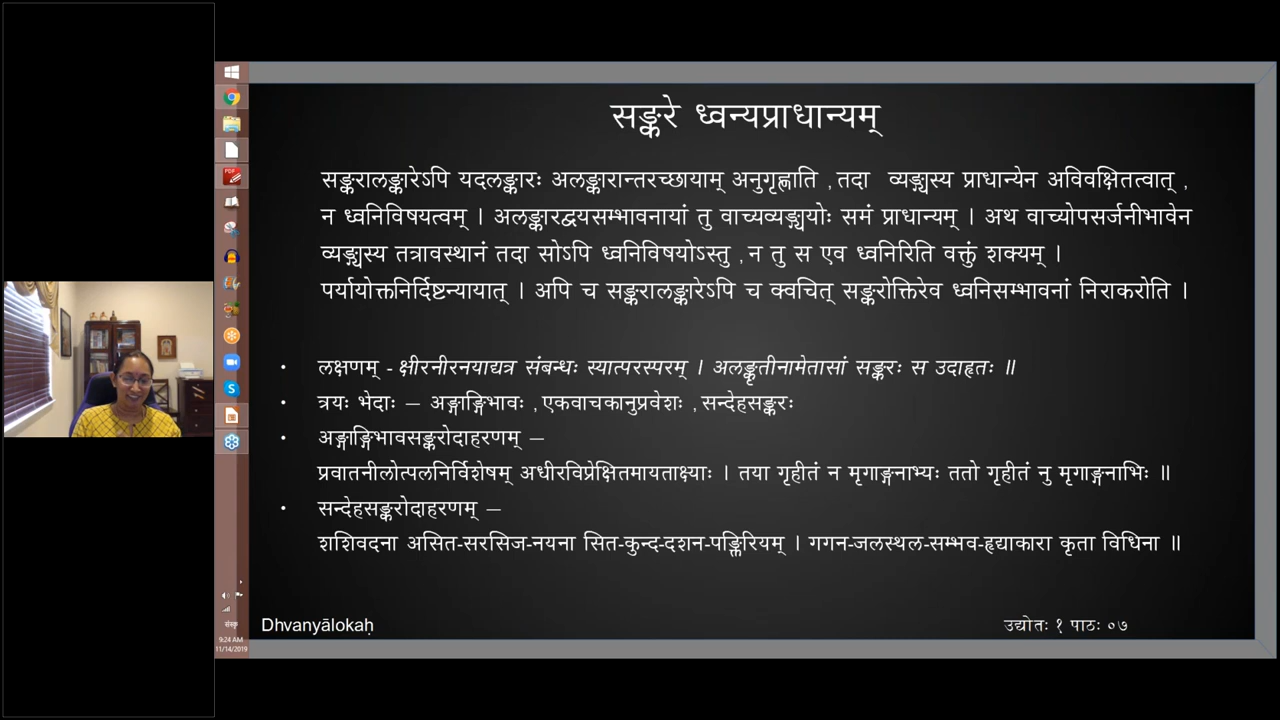 सङ्करे ध्वन्यप्राधान्यम्
सङ्करालङ्कारेऽपि यदलङ्कारः अलङ्कारान्तरच्छायाम् अनुगृह्णाति , तदा व्यङ्ग्यस्य प्राधान्येन अविवक्षितत्वात् ,
न ध्वनिविषयत्वम् । अलङ्कारद्वयसम्भावनायां तु वाच्यव्यङ्ग्ययोः समं प्राधान्यम् । अथ वाच्योपसर्जनीभावेन
व्यङ्ग्यस्य तत्रावस्थानं तदा सोऽपि ध्वनिविषयोऽस्तु , न तु स एव ध्वनिरिति वक्तुं शक्यम् ।
पर्यायोक्तनिर्दिष्टन्यायात् । अपि च सङ्करालङ्कारेऽपि च क्वचित् सङ्करोक्तिरेव ध्वनिसम्भावनां निराकरोति ।
• लक्षणम् - क्षीरनीरनयाद्यत्र संबन्धः स्यात्परस्परम् । अलङ्कृतीनामेतासां सङ्करः स उदाहृतः ॥
• त्रयः भेदाः – अङ्गाङ्गिभावः , एकवाचकानुप्रवेशः , सन्देहसङ्करः
• अङ्गाङ्गिभावसङ्करोदाहरणम् –
प्रवातनीलोत्पलनिर्विशेषम् अधीरविप्रेक्षितमायताक्ष्याः । तया गृहीतं न मृगाङ्गनाभ्यः ततो गृहीतं नु मृगाङ्गनाभिः ॥
• सन्देहसङ्करोदाहरणम् –
शशिवदना असित-सरसिज-नयना सित-कुन्द-दशन-पङ्क्तिरियम् । गगन-जलस्थल-सम्भव-हृद्याकारा कृता विधिना ॥
Dhvanyālokaḥ
उद्योतः १ पाठः ०७
संस्कृ
9:24 AM
11/14/2019